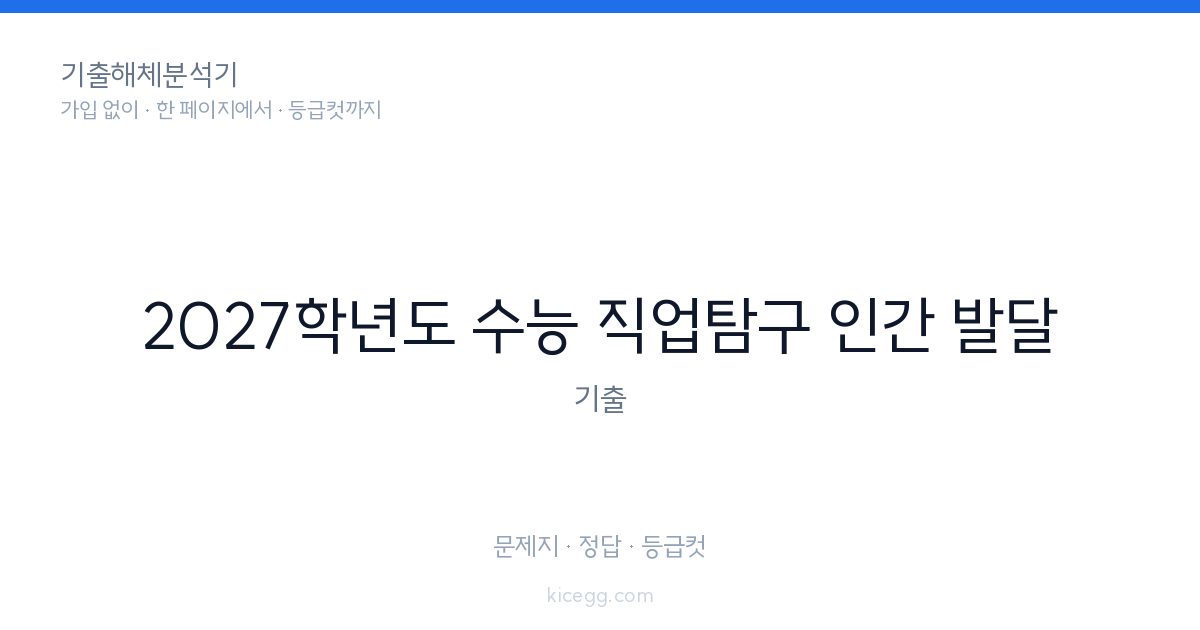 기출해체분석기
가입 없이 · 한 페이지에서 · 등급컷까지
2027학년도 수능 직업탐구 인간 발달
기출
문제지 · 정답 · 등급컷
kicegg.com